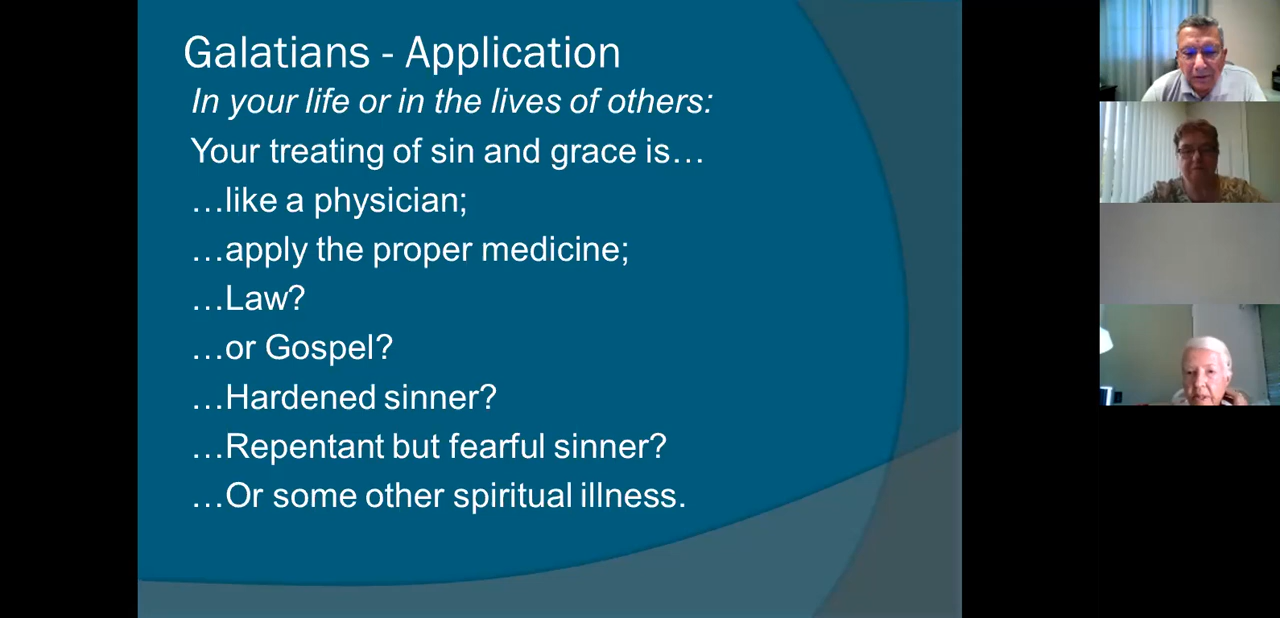 Galatians - Application
In your life or in the lives of others:
Your treating of sin and grace is…
…like a physician;
…apply the proper medicine;
…Law?
…or Gospel?
…Hardened sinner?
…Repentant but fearful sinner?
…Or some other spiritual illness.